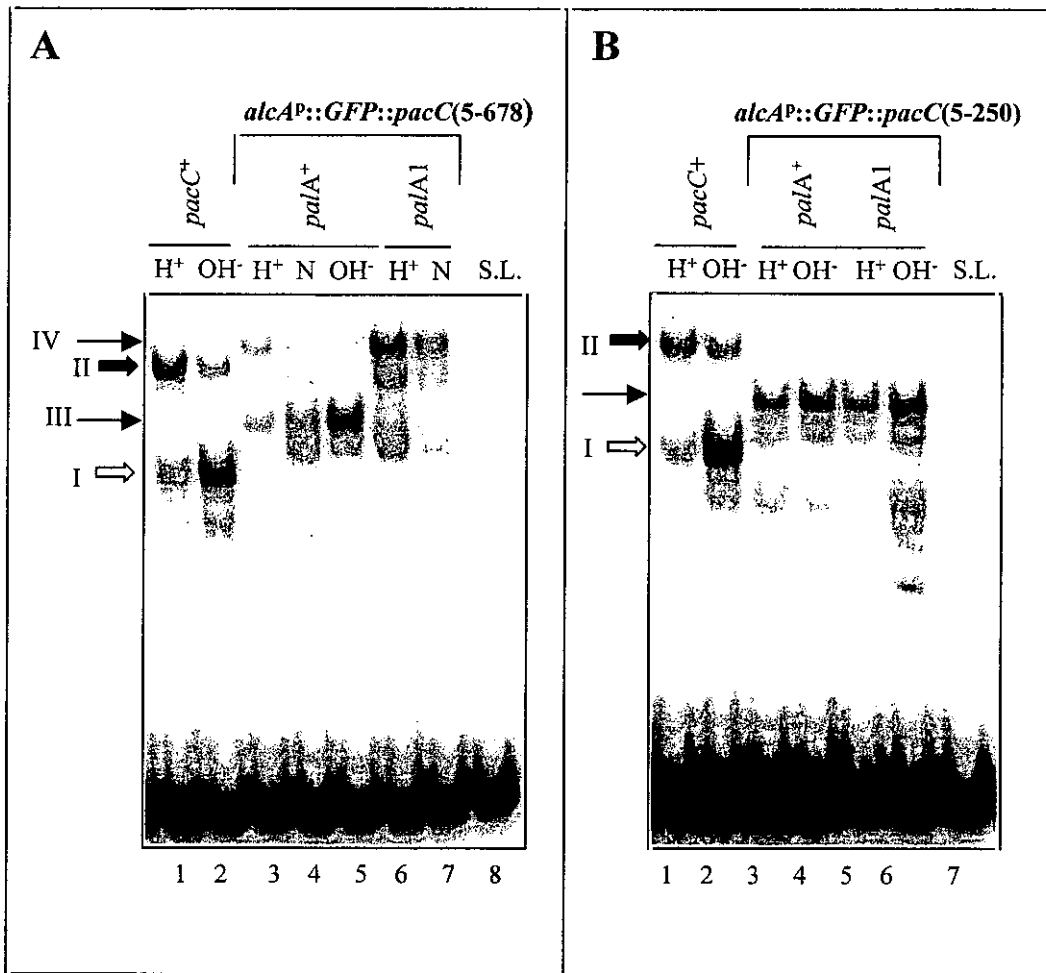 A
alcAᵖ::GFP::pacC(5-678)
pacC⁺
palA⁺
palA1
H⁺ OH⁻ H⁺ N OH⁻ H⁺ N S.L.
IV
II
III
I
1 2 3 4 5 6 7 8
B
alcAᵖ::GFP::pacC(5-250)
pacC+
palA⁺
palA1
H⁺ OH⁻ H⁺ OH⁻ H⁺ OH⁻ S.L.
II
I
1 2 3 4 5 6 7